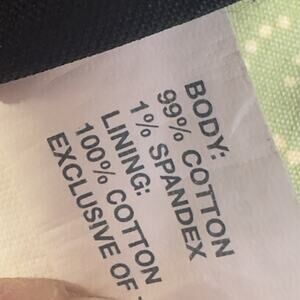 BODY:
99% COTTON
1% SPANDEX
LINING:
100% COTTON
EXCLUSIVE OF